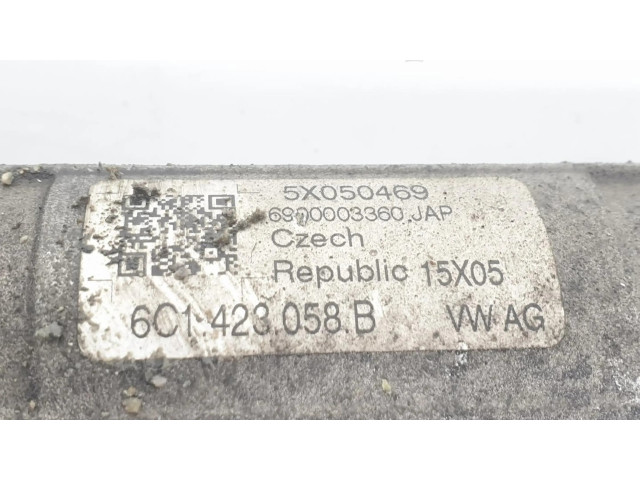 5X050469
6900003360.JAP
Czech
Republic 15X05
6C1 423 058 B VW AG